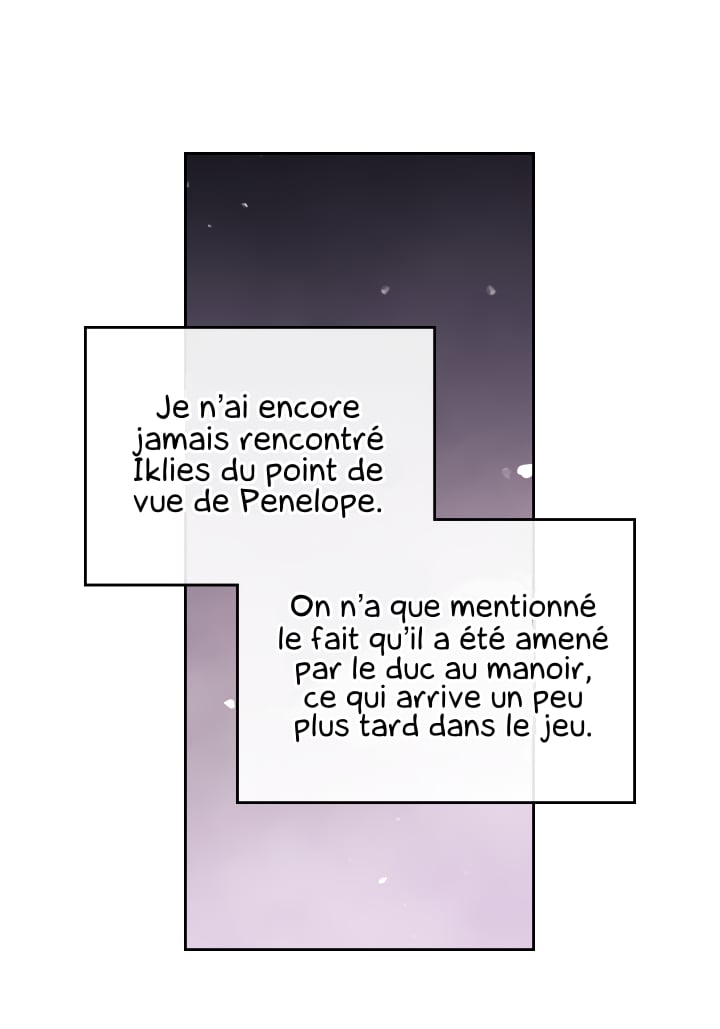 Je n'ai encore
jamais rencontré
Iklies du point de
vue de Penelope.
On n'a que mentionné
le fait qu'il a été amené
par le duc au manoir,
ce qui arrive un peu
plus tard dans le jeu.